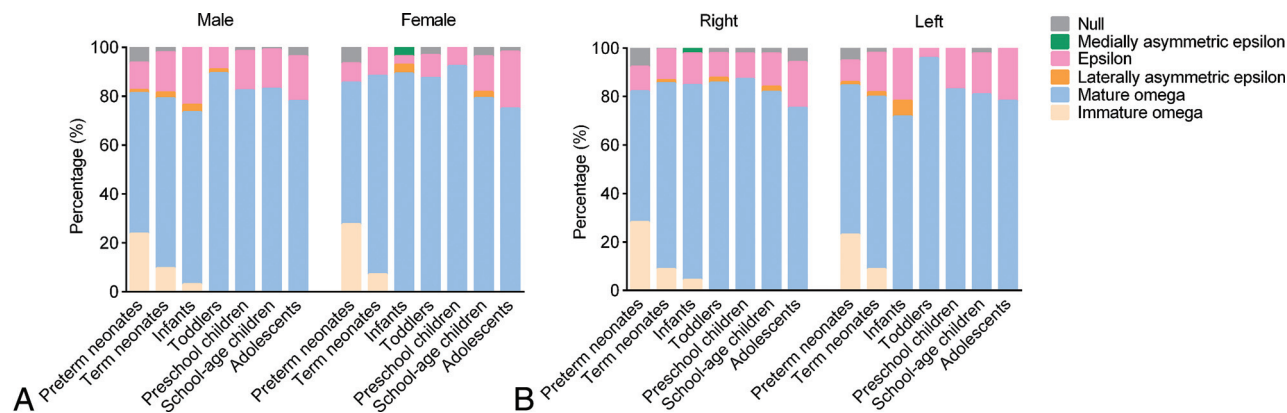 Male
Female
Percentage (%)
100
80
60
40
20
0
Preterm neonates
Term neonates
Infants
Toddlers
Preschool children
School-age children
Adolescents
Preterm neonates
Term neonates
Infants
Toddlers
Preschool children
School-age children
Adolescents
A
Right
Left
Percentage (%)
100
80
60
40
20
0
Preterm neonates
Term neonates
Infants
Toddlers
Preschool children
School-age children
Adolescents
Preterm neonates
Term neonates
Infants
Toddlers
Preschool children
School-age children
Adolescents
B
Null
Medially asymmetric epsilon
Epsilon
Laterally asymmetric epsilon
Mature omega
Immature omega